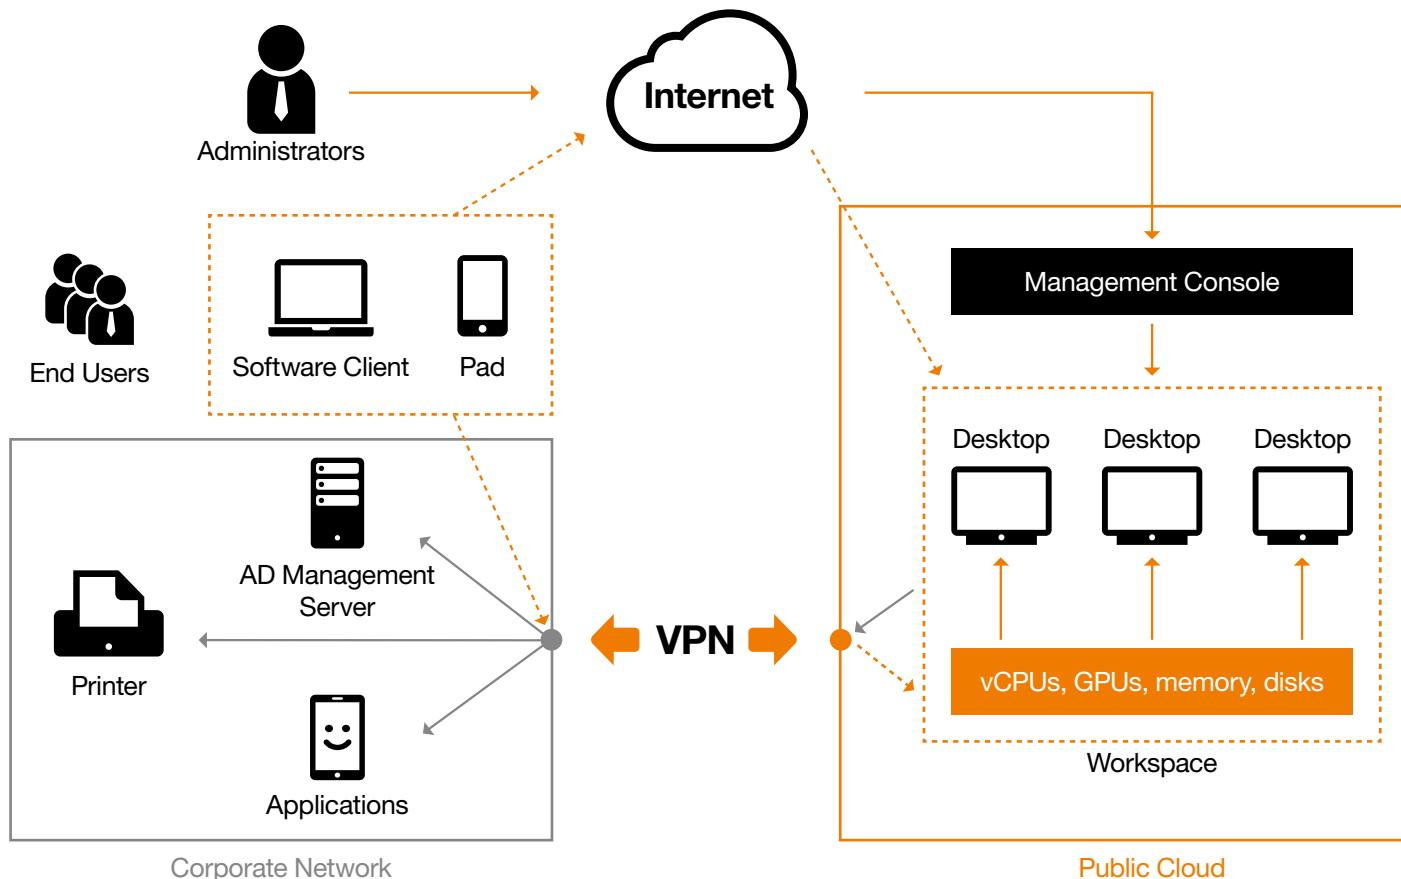 Internet
Administrators
Management Console
End Users
Software Client
Pad
Desktop
Desktop
Desktop
AD Management
Server
Printer
VPN
vCPUs, GPUs, memory, disks
Workspace
Applications
Corporate Network
Public Cloud